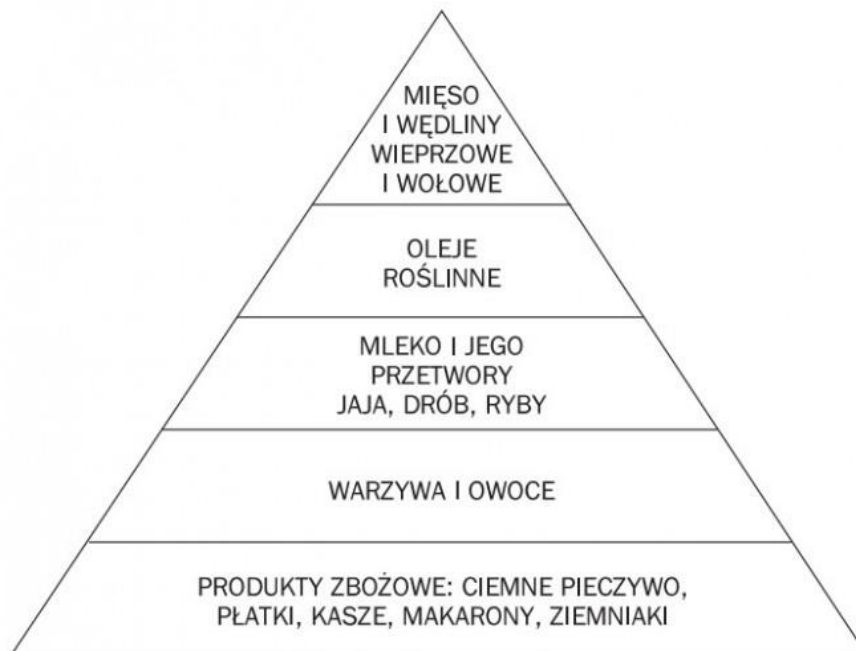 MIĘSO
I WĘDLINY
WIEPRZOWE
I WOŁOWE
OLEJE
ROŚLINNE
MLEKO I JEGO
PRZETWORY
JAJA, DRÓB, RYBY
WARZYWA I OWOCE
PRODUKTY ZBOŻOWE: CIEMNE PIECZYWO,
PŁATKI, KASZE, MAKARONY, ZIEMNIAKI